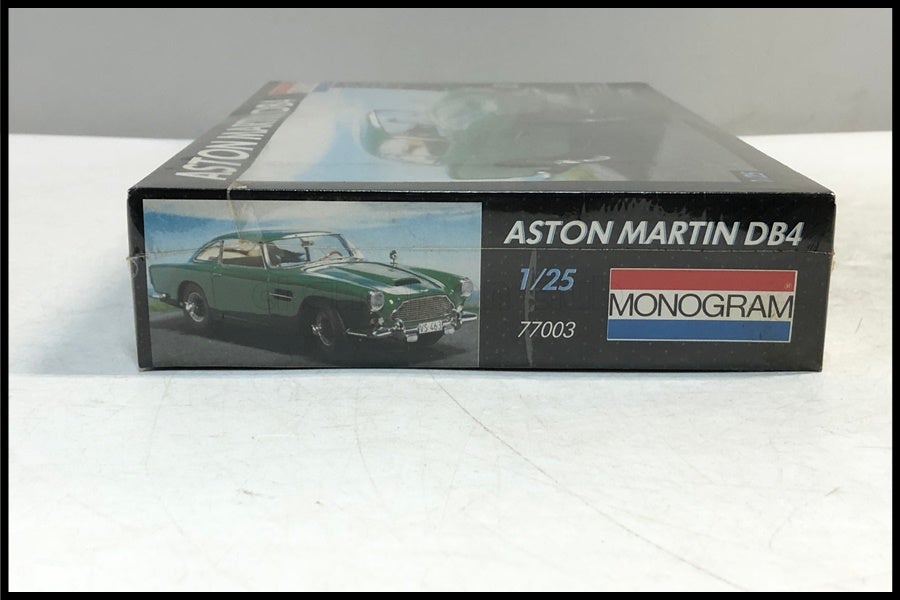 ASTON MARTIN DB4
ASTON MARTIN DB4
1/25
77003
MONOGRAM